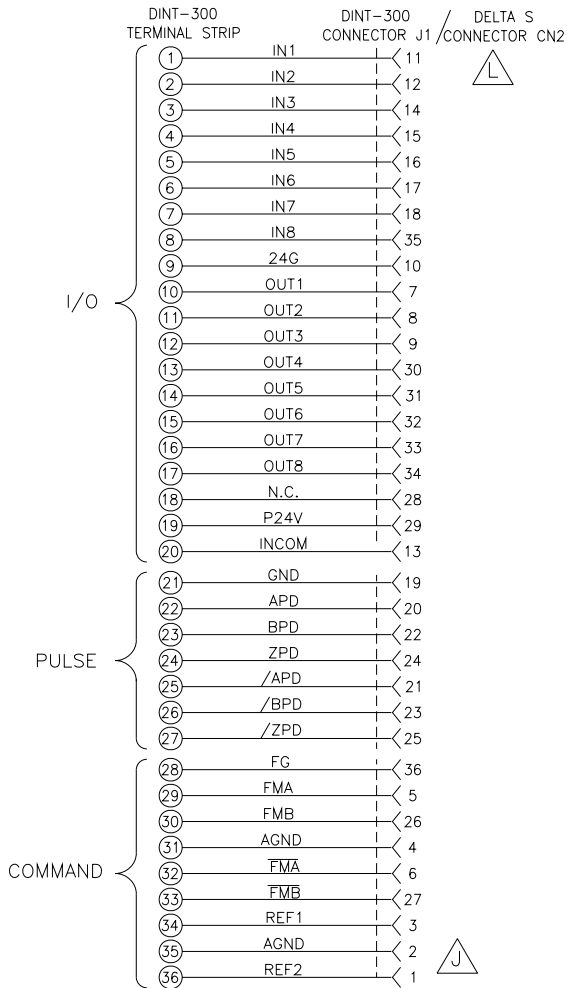 DINT-300 DINT-300 / DELTA S
TERMINAL STRIP CONNECTOR J1 CONNECTOR CN2
1 IN1 11
L
2 IN2 12
3 IN3 14
4 IN4 15
5 IN5 16
6 IN6 17
7 IN7 18
8 IN8 35
9 24G 10
10 OUT1 7
I/O
11 OUT2 8
12 OUT3 9
13 OUT4 30
14 OUT5 31
15 OUT6 32
16 OUT7 33
17 OUT8 34
18 N.C. 28
19 P24V 29
20 INCOM 13
21 GND 19
22 APD 20
23 BPD 22
PULSE
24 ZPD 24
25 /APD 21
26 /BPD 23
27 /ZPD 25
28 FG 36
29 FMA 5
30 FMB 26
31 AGND 4
COMMAND
32 F̅M̅A̅ 6
33 F̅M̅B̅ 27
34 REF1 3
35 AGND 2
J
36 REF2 1